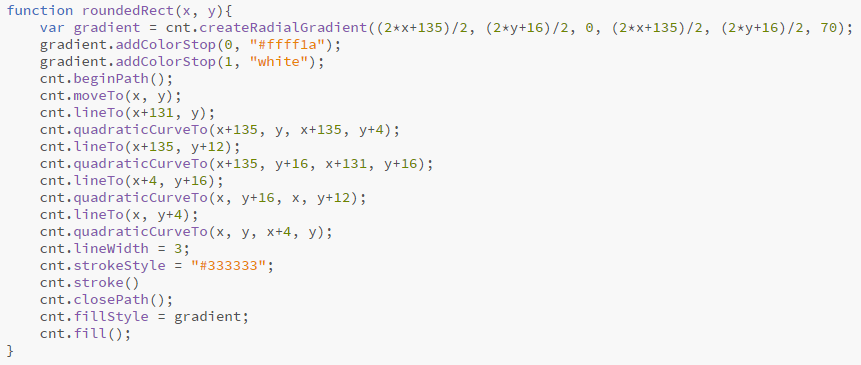 function roundedRect(x, y){
    var gradient = cnt.createRadialGradient((2*x+135)/2, (2*y+16)/2, 0, (2*x+135)/2, (2*y+16)/2, 70);
    gradient.addColorStop(0, "#ffff1a");
    gradient.addColorStop(1, "white");
    cnt.beginPath();
    cnt.moveTo(x, y);
    cnt.lineTo(x+131, y);
    cnt.quadraticCurveTo(x+135, y, x+135, y+4);
    cnt.lineTo(x+135, y+12);
    cnt.quadraticCurveTo(x+135, y+16, x+131, y+16);
    cnt.lineTo(x+4, y+16);
    cnt.quadraticCurveTo(x, y+16, x, y+12);
    cnt.lineTo(x, y+4);
    cnt.quadraticCurveTo(x, y, x+4, y);
    cnt.lineWidth = 3;
    cnt.strokeStyle = "#333333";
    cnt.stroke()
    cnt.closePath();
    cnt.fillStyle = gradient;
    cnt.fill();
}